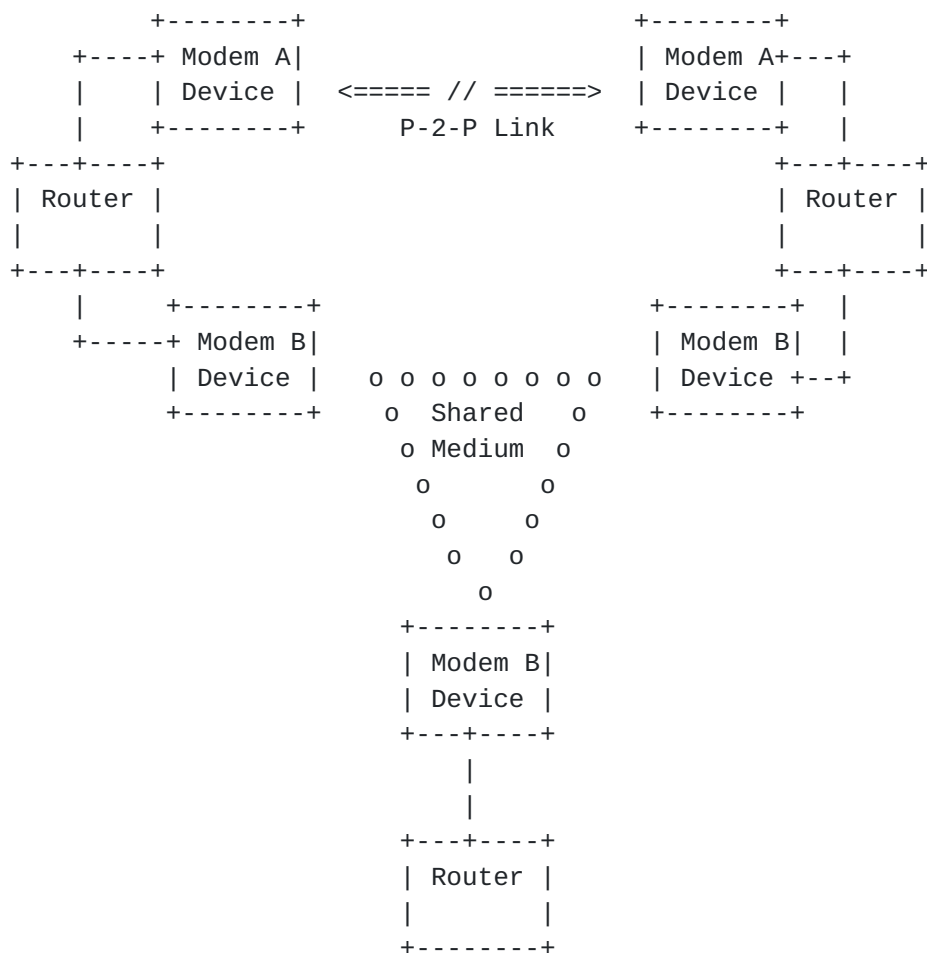 +--------+                     +--------+
    +----+ Modem A|                     | Modem A+---+
    |    | Device |  <===== // ======>  | Device |   |
    |    +--------+      P-2-P Link     +--------+   |
+---+----+                                       +---+----+
| Router |                                       | Router |
|        |                                       |        |
+---+----+                                       +---+----+
    |     +--------+                     +--------+  |
    +-----+ Modem B|                     | Modem B|  |
          | Device |   o o o o o o o o   | Device +--+
          +--------+    o  Shared   o    +--------+
                         o Medium  o
                          o       o
                           o     o
                            o   o
                              o
                         +--------+
                         | Modem B|
                         | Device |
                         +---+----+
                             |
                             |
                         +---+----+
                         | Router |
                         |        |
                         +--------+